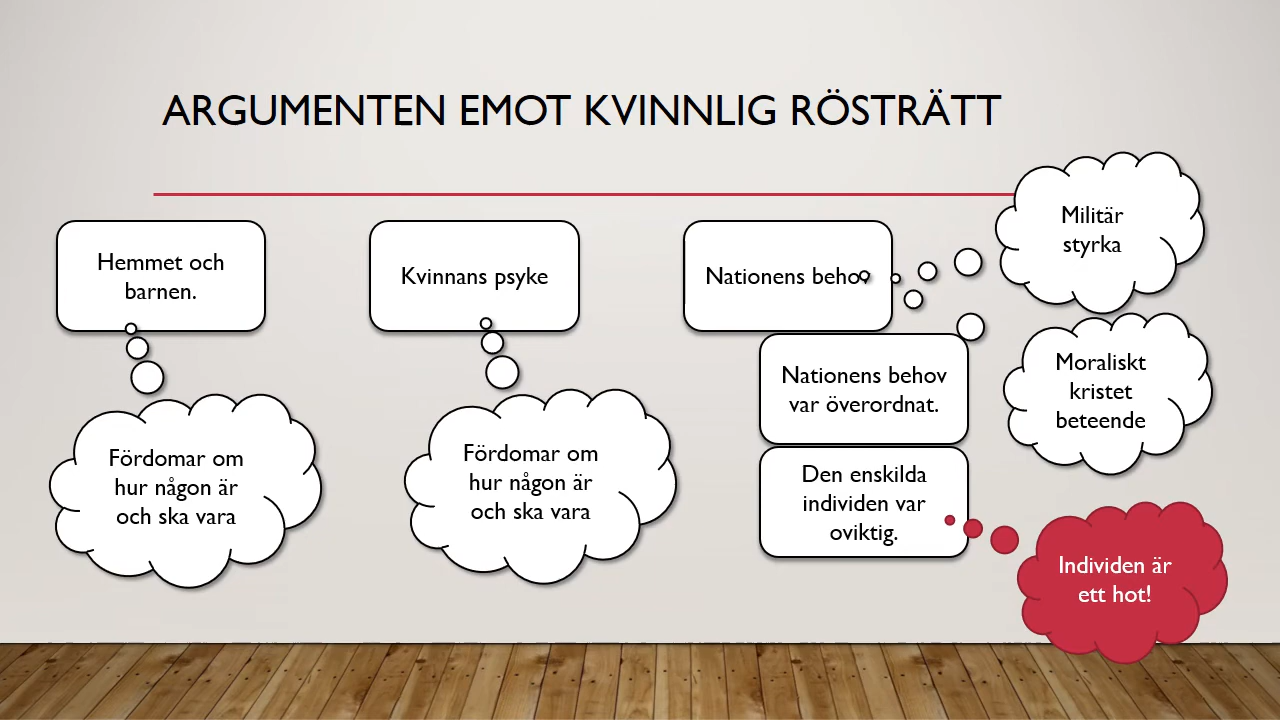 ARGUMENTEN EMOT KVINNLIG RÖSTRÄTT
Hemmet och
barnen.
Fördomar om
hur någon är
och ska vara
Kvinnans psyke
Fördomar om
hur någon är
och ska vara
Nationens behov
Militär
styrka
Moraliskt
kristet
beteende
Nationens behov
var överordnat.
Den enskilda
individen var
oviktig.
Individen är
ett hot!